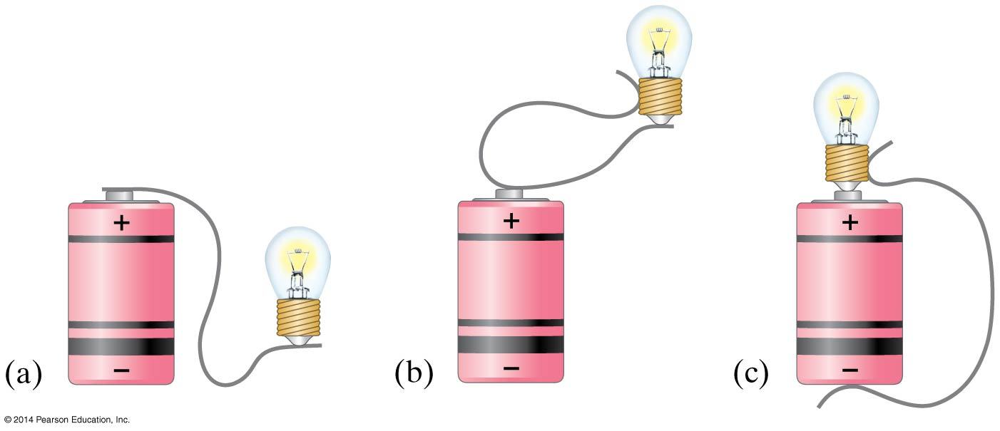 +
−
(a)
+
−
(b)
+
−
(c)
© 2014 Pearson Education, Inc.